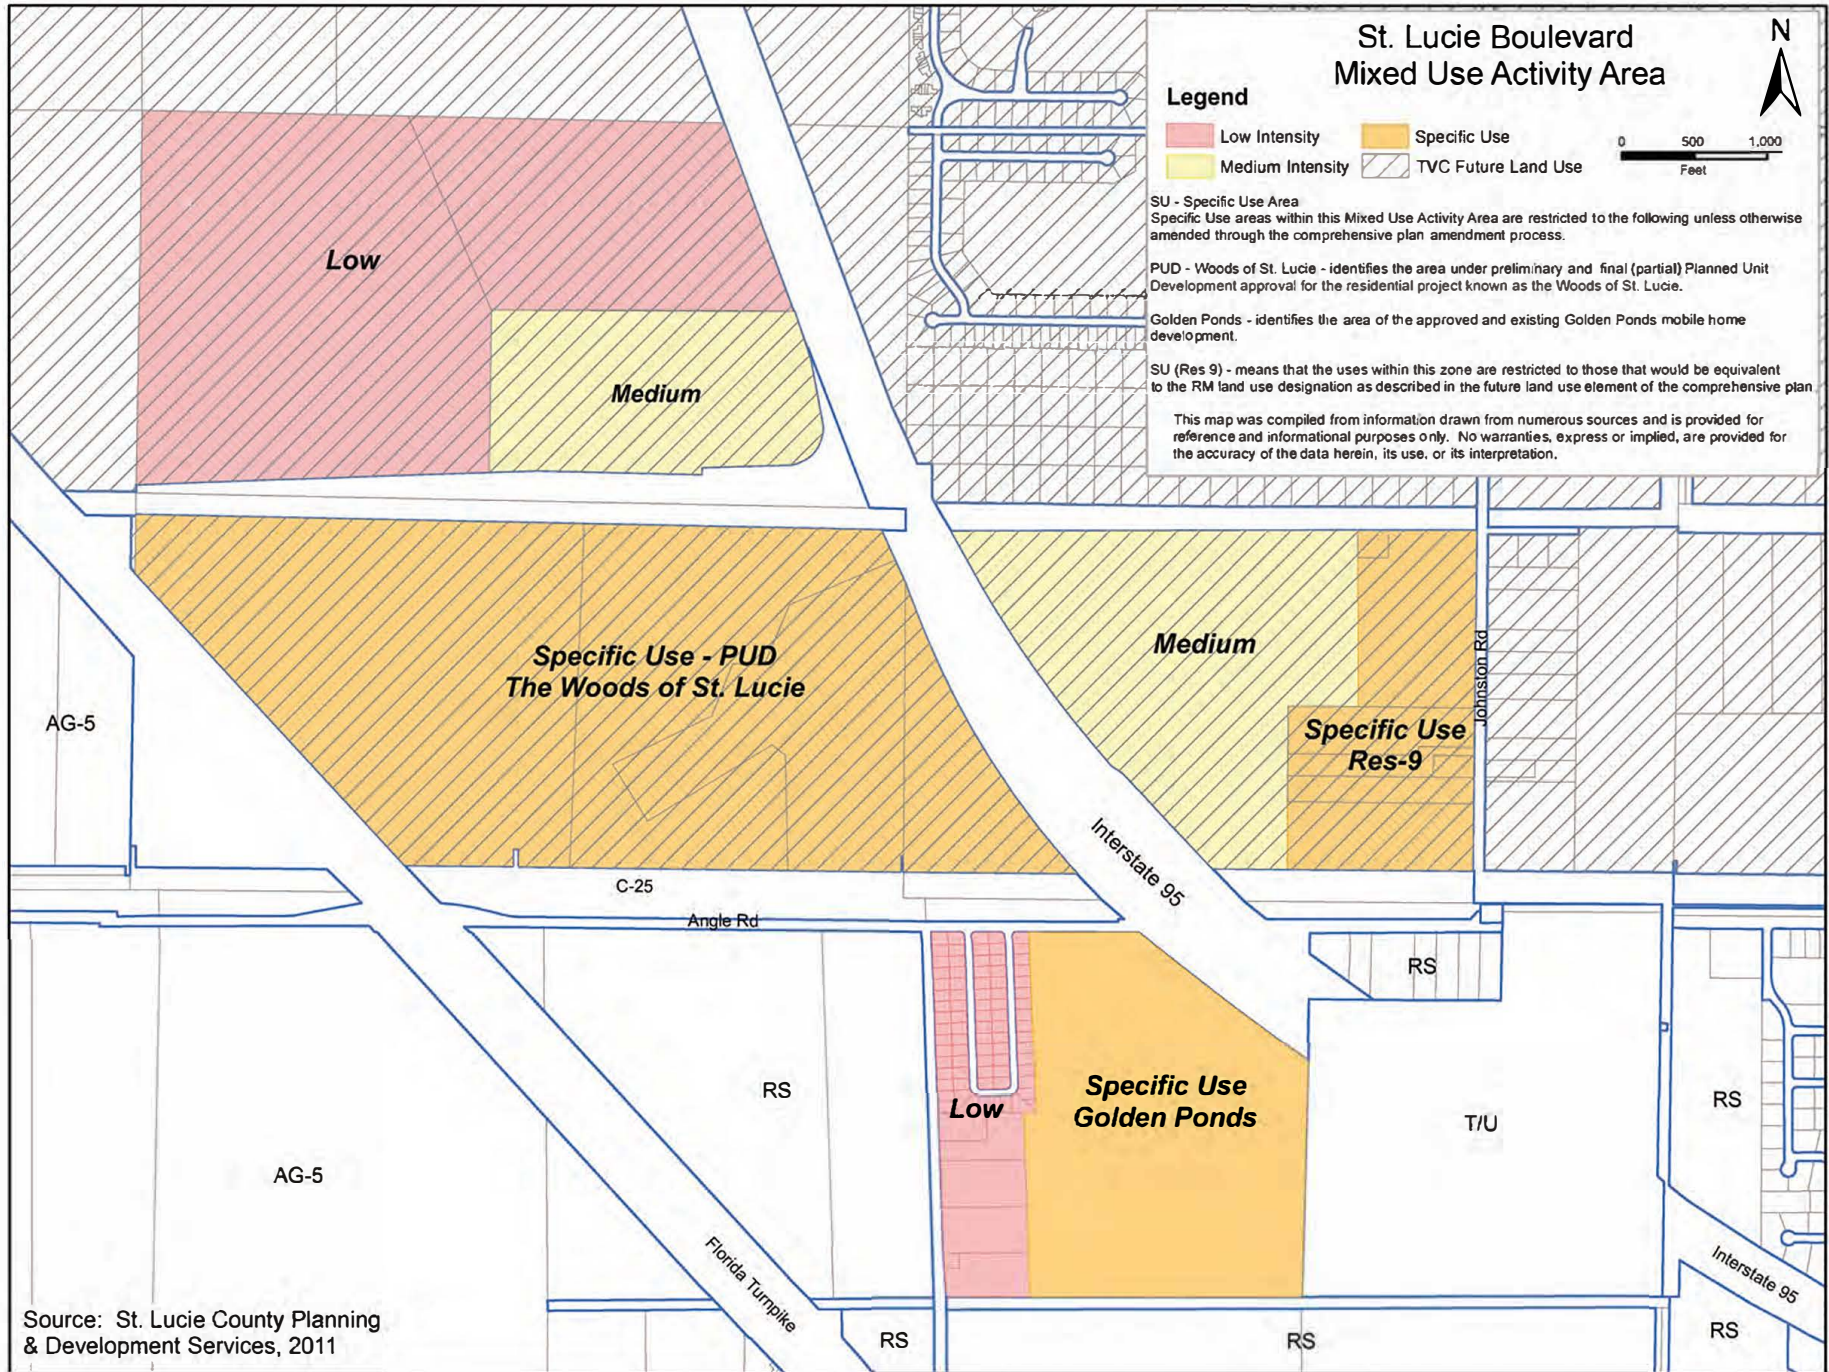 St. Lucie Boulevard
Mixed Use Activity Area
N
Legend
Low Intensity
Specific Use
Medium Intensity
TVC Future Land Use
0 500 1,000
Feet
SU - Specific Use Area
Specific Use areas within this Mixed Use Activity Area are restricted to the following unless otherwise
amended through the comprehensive plan amendment process.
PUD - Woods of St. Lucie - identifies the area under preliminary and final (partial) Planned Unit
Development approval for the residential project known as the Woods of St. Lucie.
Golden Ponds - identifies the area of the approved and existing Golden Ponds mobile home
development.
SU (Res 9) - means that the uses within this zone are restricted to those that would be equivalent
to the RM land use designation as described in the future land use element of the comprehensive plan
This map was compiled from information drawn from numerous sources and is provided for
reference and informational purposes only. No warranties, express or implied, are provided for
the accuracy of the data herein, its use, or its interpretation.
Low
Medium
Specific Use - PUD
The Woods of St. Lucie
Medium
Johnston Rd
Specific Use
Res-9
AG-5
Interstate 95
C-25
Angle Rd
RS
RS
Low
Specific Use
Golden Ponds
T/U
RS
AG-5
Florida Turnpike
Interstate 95
Source: St. Lucie County Planning
& Development Services, 2011
RS
RS
RS